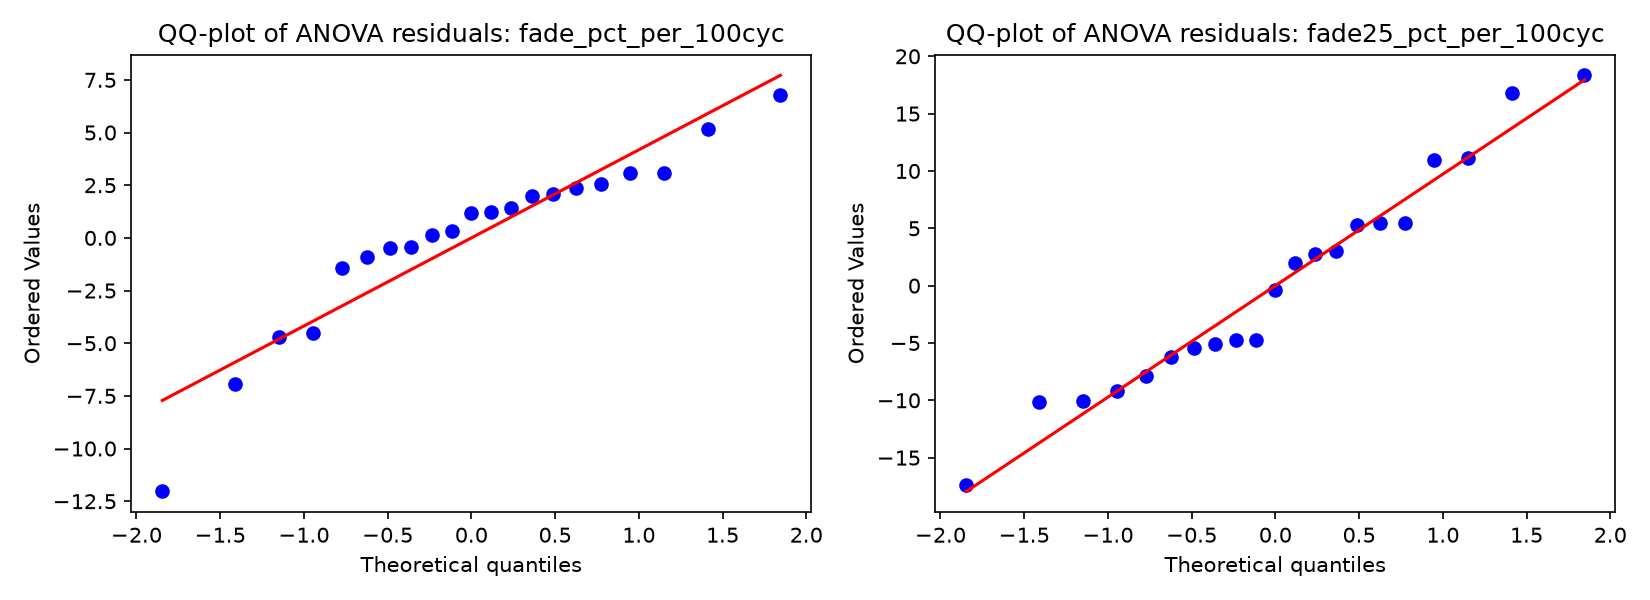 QQ-plot of ANOVA residuals: fade_pct_per_100cyc
7.5
5.0
2.5
0.0
−2.5
−5.0
−7.5
−10.0
−12.5
Ordered Values
−2.0 −1.5 −1.0 −0.5 0.0 0.5 1.0 1.5 2.0
Theoretical quantiles
QQ-plot of ANOVA residuals: fade25_pct_per_100cyc
20
15
10
5
0
−5
−10
−15
Ordered Values
−2.0 −1.5 −1.0 −0.5 0.0 0.5 1.0 1.5 2.0
Theoretical quantiles